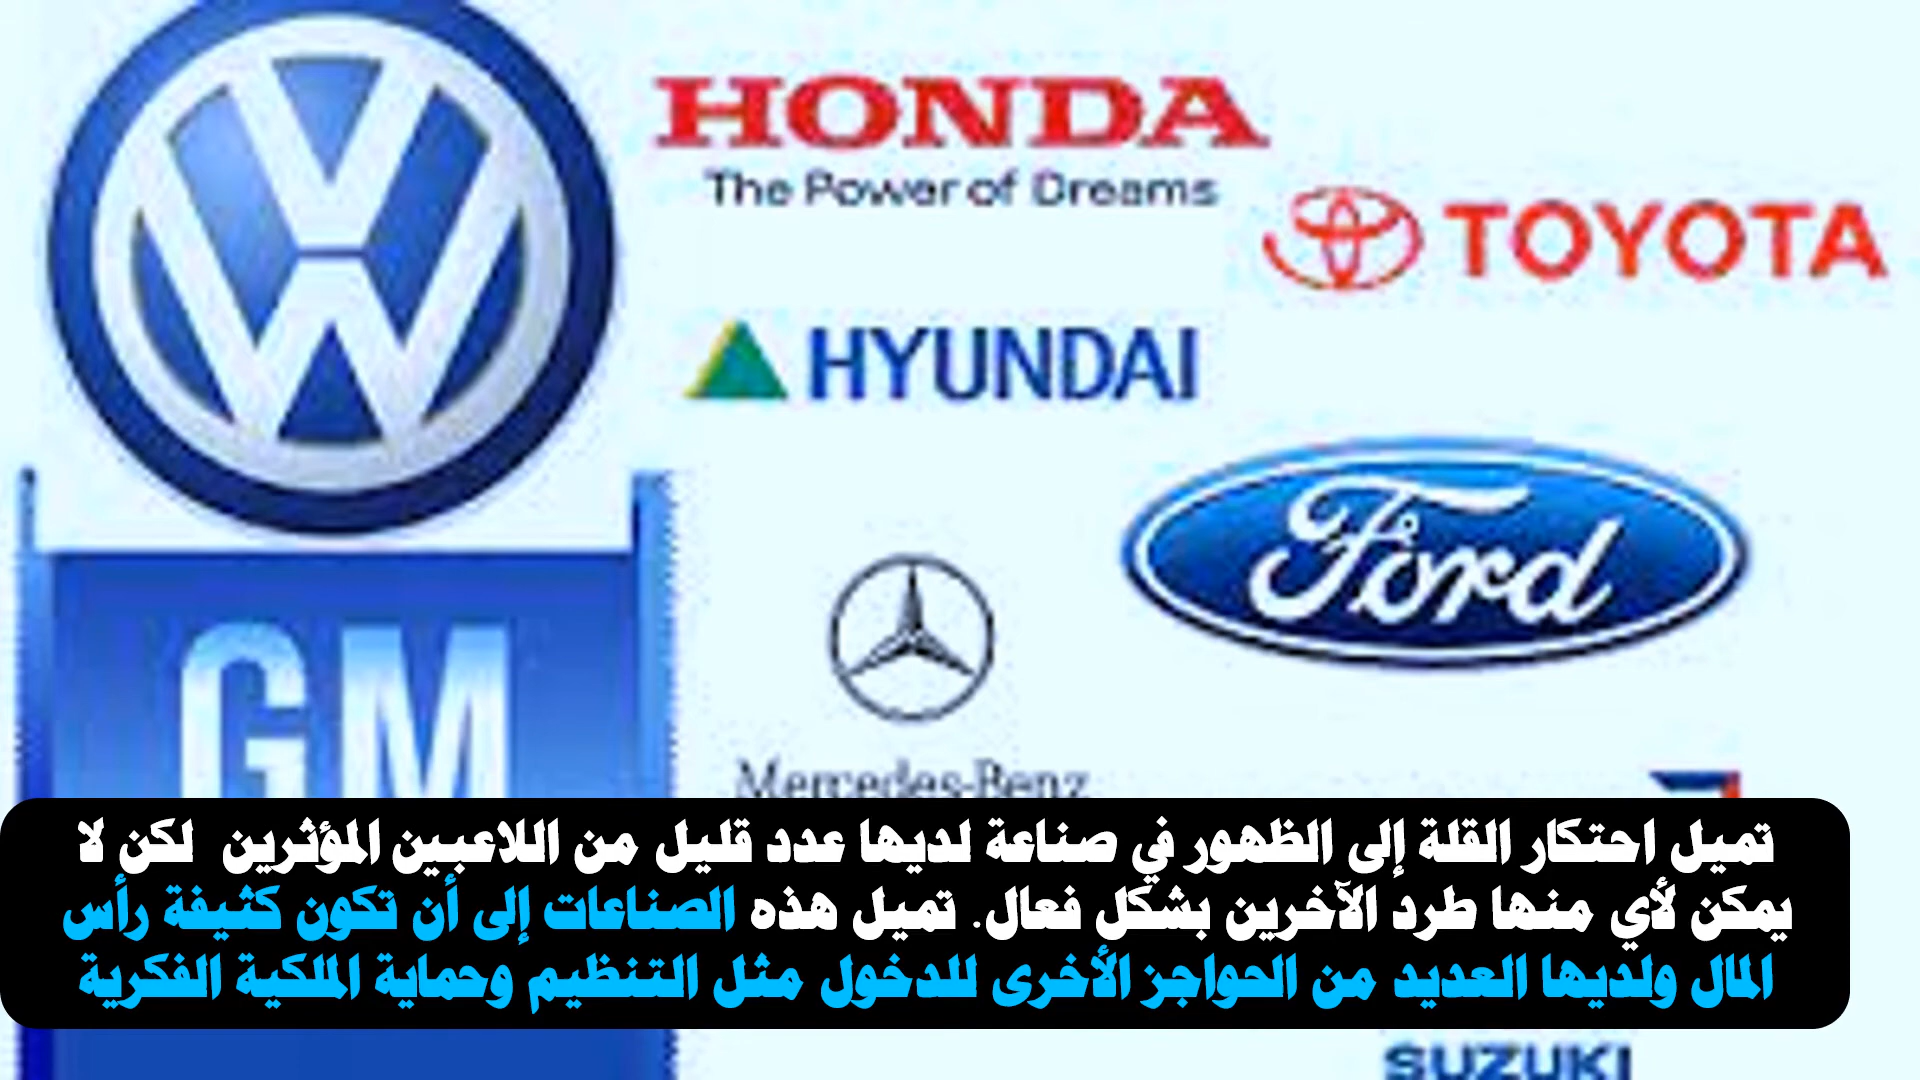 HONDA
The Power of Dreams
TOYOTA
HYUNDAI
Ford
GM
Mercedes-Benz
تميل احتكار القلة إلى الظهور في صناعة لديها عدد قليل من اللاعبين المؤثرين لكن لا
يمكن لأي منها طرد الآخرين بشكل فعال. تميل هذه الصناعات إلى أن تكون كثيفة رأس
المال ولديها العديد من الحواجز الأخرى للدخول مثل التنظيم وحماية الملكية الفكرية
SUZUKI